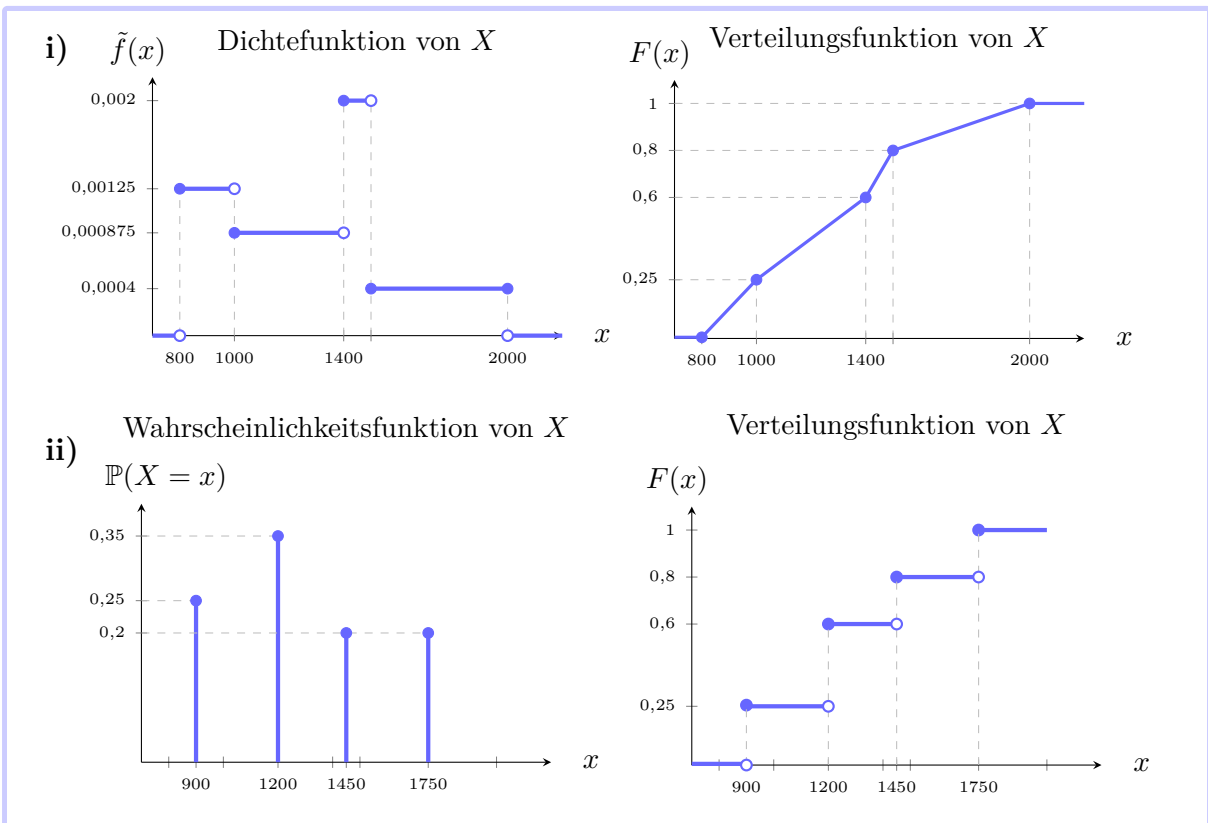 i) f̃(x) Dichtefunktion von X
0,002
0,00125
0,000875
0,0004
800 1000 1400 2000 x
F(x) Verteilungsfunktion von X
1
0,8
0,6
0,25
800 1000 1400 2000 x
ii) Wahrscheinlichkeitsfunktion von X
ℙ(X = x)
0,35
0,25
0,2
900 1200 1450 1750 x
Verteilungsfunktion von X
F(x)
1
0,8
0,6
0,25
900 1200 1450 1750 x